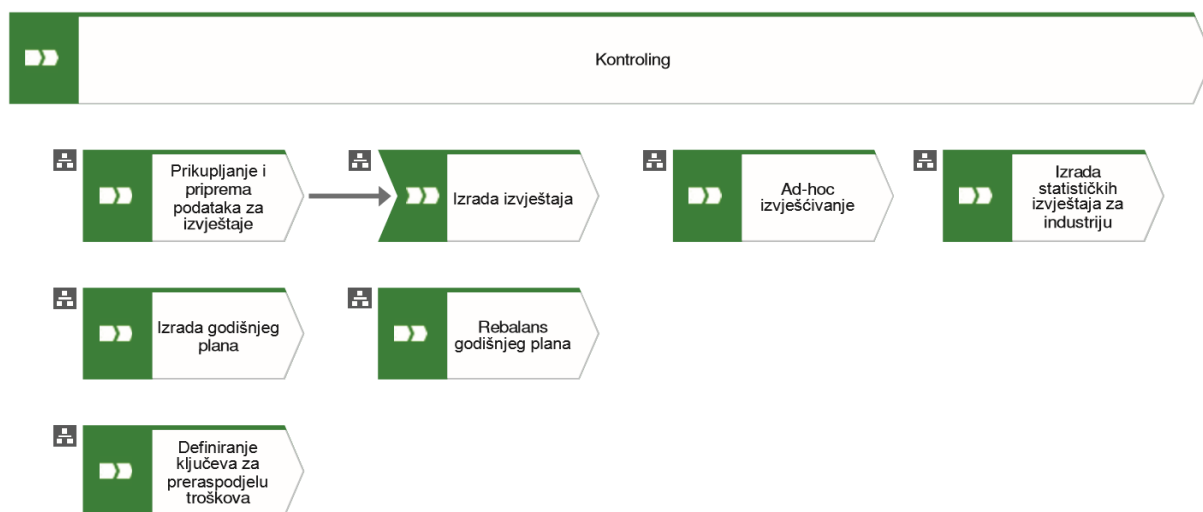 Kontroling
Prikupljanje i
priprema
podataka za
izvještaje
Izrada izvještaja
Ad-hoc
izvješćivanje
Izrada
statističkih
izvještaja za
industriju
Izrada godišnjeg
plana
Rebalans
godišnjeg plana
Definiranje
ključeva za
preraspodjelu
troškova